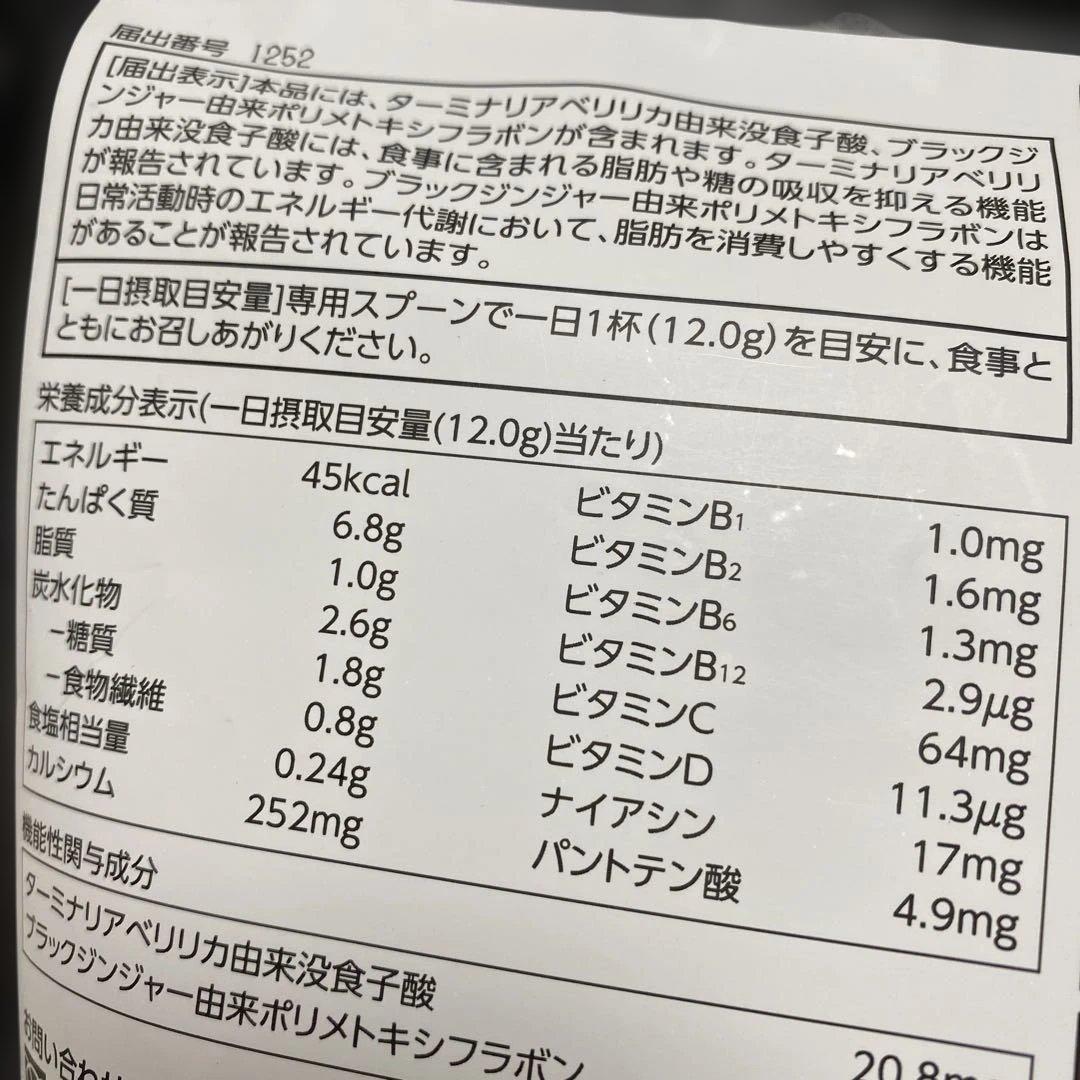 届出番号 1252
[届出表示]本品には、ターミナリアベリリカ由来没食子酸、ブラックジ
ンジャー由来ポリメトキシフラボンが含まれます。ターミナリアベリリ
カ由来没食子酸には、食事に含まれる脂肪や糖の吸収を抑える機能
が報告されています。ブラックジンジャー由来ポリメトキシフラボンは
日常活動時のエネルギー代謝において、脂肪を消費しやすくする機能
があることが報告されています。
[一日摂取目安量]専用スプーンで一日1杯(12.0g)を目安に、食事と
ともにお召しあがりください。
栄養成分表示(一日摂取目安量(12.0g)当たり)
エネルギー 45kcal
たんぱく質 6.8g
脂質 1.0g
炭水化物 2.6g
-糖質 1.8g
-食物繊維 0.8g
食塩相当量 0.24g
カルシウム 252mg
ビタミンB1 1.0mg
ビタミンB2 1.6mg
ビタミンB6 1.3mg
ビタミンB12 2.9μg
ビタミンC 64mg
ビタミンD 11.3μg
ナイアシン 17mg
パントテン酸 4.9mg
機能性関与成分
ターミナリアベリリカ由来没食子酸 20.8m
ブラックジンジャー由来ポリメトキシフラボン
お問い合わせ